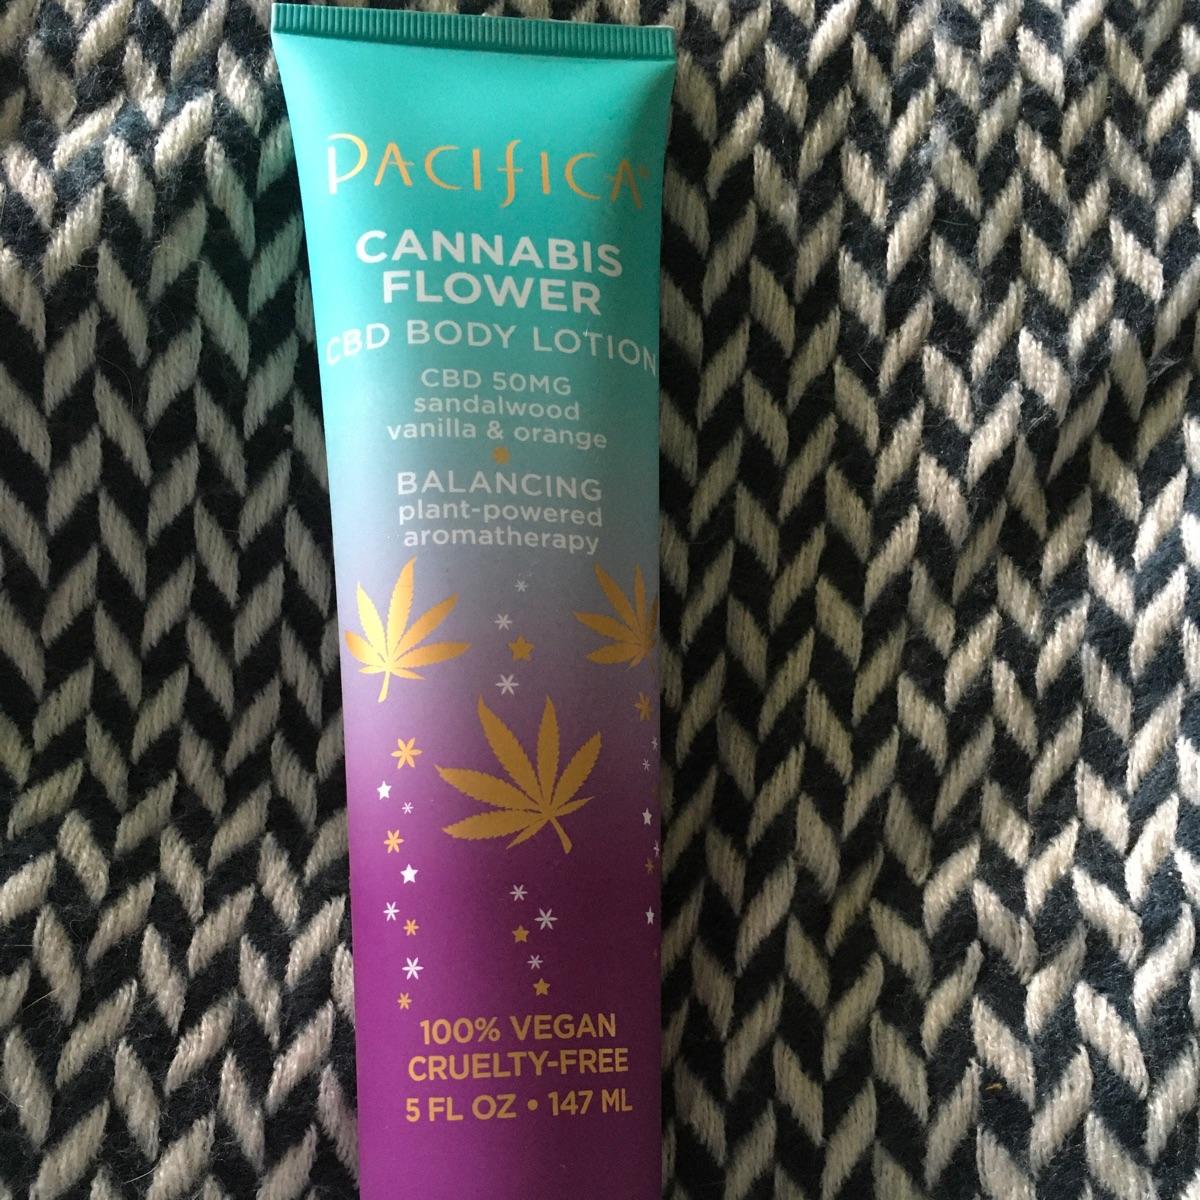 PACIFICA®
CANNABIS
FLOWER
CBD BODY LOTION
CBD 50MG
sandalwood
vanilla & orange
BALANCING
plant-powered
aromatherapy
100% VEGAN
CRUELTY-FREE
5 FL OZ • 147 ML